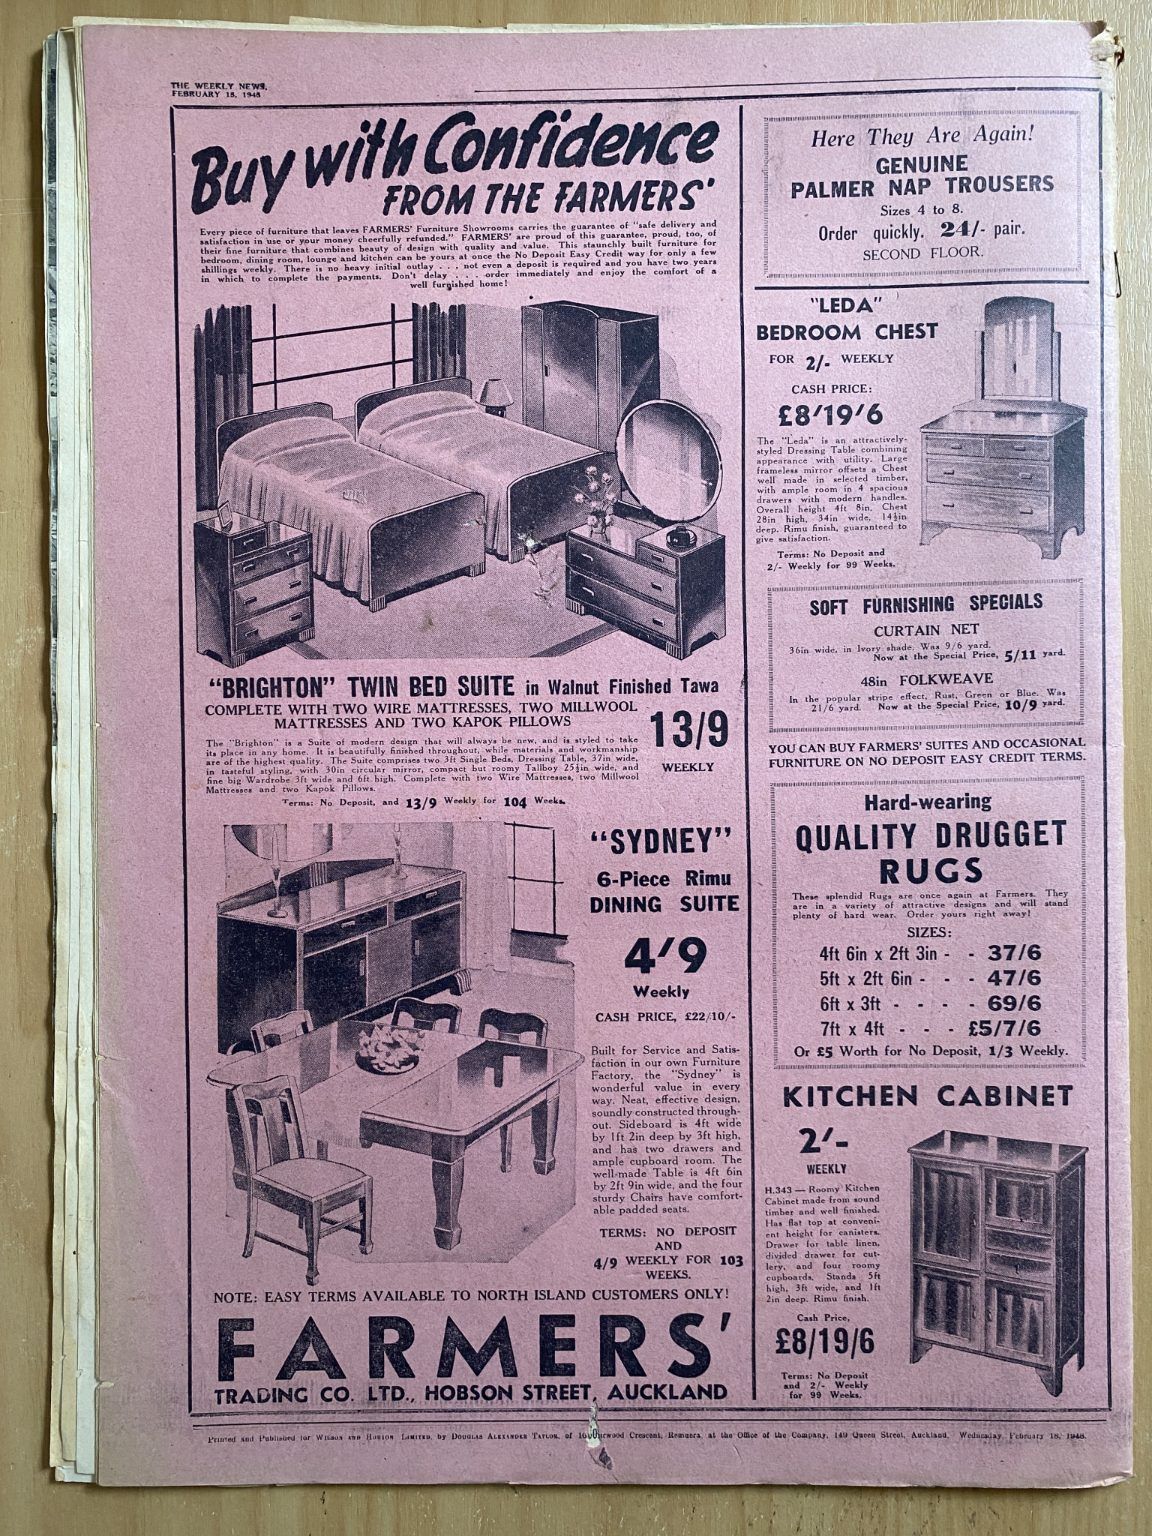 THE WEEKLY NEWS,
FEBRUARY 18, 1948
Buy with Confidence
FROM THE FARMERS'
Every piece of furniture that leaves FARMERS' Furniture Showrooms carries the guarantee of "safe delivery and
satisfaction in use or your money cheerfully refunded." FARMERS' are proud of this guarantee, proud, too, of
their fine furniture that combines beauty of design with quality and value. This staunchly built furniture for
bedroom, dining room, lounge and kitchen can be yours at once the No Deposit Easy Credit way for only a few
shillings weekly. There is no heavy initial outlay . . . not even a deposit is required and you have two years
in which to complete the payments. Don't delay . . . order immediately and enjoy the comfort of a
well furnished home!
"BRIGHTON" TWIN BED SUITE in Walnut Finished Tawa
COMPLETE WITH TWO WIRE MATTRESSES, TWO MILLWOOL
MATTRESSES AND TWO KAPOK PILLOWS
13/9
WEEKLY
The "Brighton" is a Suite of modern design that will always be new, and is styled to take
its place in any home. It is beautifully finished throughout, while materials and workmanship
are of the highest quality. The Suite comprises two 3ft Single Beds, Dressing Table, 37in wide,
in tasteful styling, with 30in circular mirror, compact but roomy Tallboy 25½in wide, and
fine big Wardrobe 3ft wide and 6ft high. Complete with two Wire Mattresses, two Millwool
Mattresses and two Kapok Pillows.
Terms: No Deposit, and 13/9 Weekly for 104 Weeks.
"SYDNEY"
6-Piece Rimu
DINING SUITE
4/9
Weekly
CASH PRICE, £22/10/-
Built for Service and Satis-
faction in our own Furniture
Factory, the "Sydney" is
wonderful value in every
way. Neat, effective design,
soundly constructed through-
out. Sideboard is 4ft wide
by 1ft 2in deep by 3ft high,
and has two drawers and
ample cupboard room. The
well-made Table is 4ft 6in
by 2ft 9in wide, and the four
sturdy Chairs have comfort-
able padded seats.
TERMS: NO DEPOSIT
AND
4/9 WEEKLY FOR 103
WEEKS.
NOTE: EASY TERMS AVAILABLE TO NORTH ISLAND CUSTOMERS ONLY!
FARMERS'
TRADING CO. LTD., HOBSON STREET, AUCKLAND
Here They Are Again!
GENUINE
PALMER NAP TROUSERS
Sizes 4 to 8.
Order quickly. 24/- pair.
SECOND FLOOR.
"LEDA"
BEDROOM CHEST
FOR 2/- WEEKLY
CASH PRICE:
£8/19/6
The "Leda" is an attractively-
styled Dressing Table combining
appearance with utility. Large
frameless mirror offsets a Chest
well made in selected timber,
with ample room in 4 spacious
drawers with modern handles.
Overall height 4ft 8in. Chest
28in high, 34in wide, 14½in
deep. Rimu finish, guaranteed to
give satisfaction.
Terms: No Deposit and
2/- Weekly for 99 Weeks.
SOFT FURNISHING SPECIALS
CURTAIN NET
36in wide, in Ivory shade. Was 9/6 yard.
Now at the Special Price, 5/11 yard.
48in FOLKWEAVE
In the popular stripe effect, Rust, Green or Blue. Was
21/6 yard. Now at the Special Price, 10/9 yard.
YOU CAN BUY FARMERS' SUITES AND OCCASIONAL
FURNITURE ON NO DEPOSIT EASY CREDIT TERMS.
Hard-wearing
QUALITY DRUGGET
RUGS
These splendid Rugs are once again at Farmers. They
are in a variety of attractive designs and will stand
plenty of hard wear. Order yours right away!
SIZES:
4ft 6in x 2ft 3in - - 37/6
5ft x 2ft 6in - - - 47/6
6ft x 3ft - - - - 69/6
7ft x 4ft - - - £5/7/6
Or £5 Worth for No Deposit, 1/3 Weekly.
KITCHEN CABINET
2/-
WEEKLY
H.343 — Roomy Kitchen
Cabinet made from sound
timber and well finished.
Has flat top at conveni-
ent height for canisters.
Drawer for table linen,
divided drawer for cut-
lery, and four roomy
cupboards. Stands 5ft
high, 3ft wide, and 1ft
2in deep. Rimu finish.
Cash Price,
£8/19/6
Terms: No Deposit
and 2/- Weekly
for 99 Weeks.
Printed and Published for WILSON AND HORTON LIMITED, by DOUGLAS ALEXANDER TAYLOR, of Crescent, Remuera, at the Office of the Company, 149 Queen Street, Auckland, Wednesday, February 18, 1948.